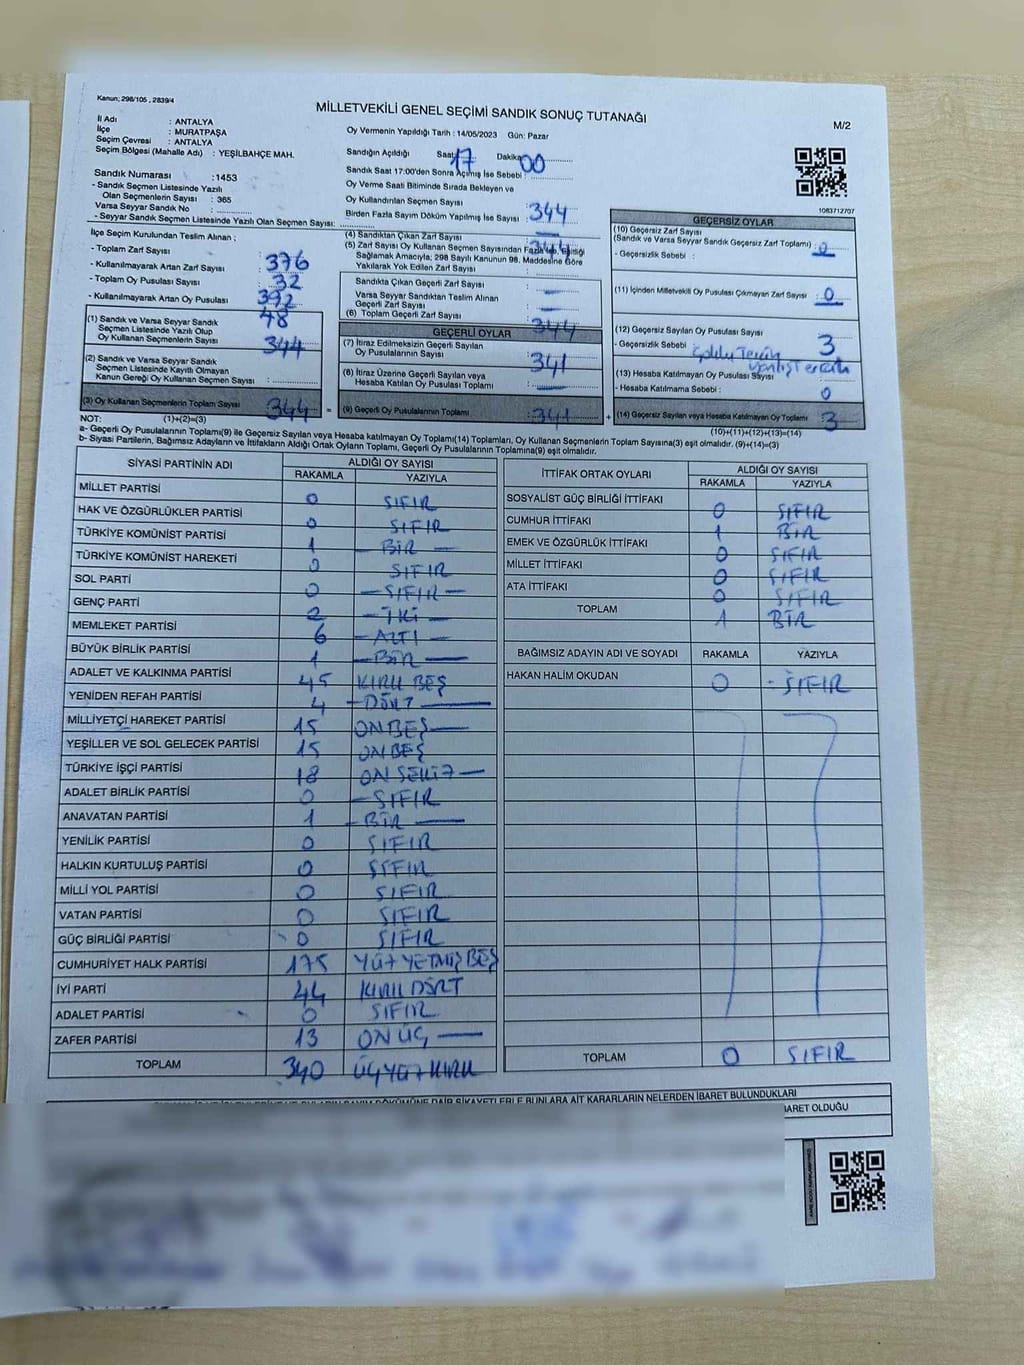 Kanun; 298/105 , 2839/4
MİLLETVEKİLİ GENEL SEÇİMİ SANDIK SONUÇ TUTANAĞI
M/2
İl Adı : ANTALYA
İlçe : MURATPAŞA
Seçim Çevresi : ANTALYA
Seçim Bölgesi (Mahalle Adı) : YEŞİLBAHÇE MAH.
Sandık Numarası :1453
- Sandık Seçmen Listesinde Yazılı
Olan Seçmenlerin Sayısı : 365
Varsa Seyyar Sandık No :
- Seyyar Sandık Seçmen Listesinde Yazılı Olan Seçmen Sayısı:
Oy Vermenin Yapıldığı Tarih : 14/05/2023 Gün: Pazar
Sandığın Açıldığı Saat 17 Dakika 00
Sandık Saat 17:00'den Sonra Açılmış İse Sebebi :
Oy Verme Saati Bitiminde Sırada Bekleyen ve
Oy Kullandırılan Seçmen Sayısı
Birden Fazla Sayım Döküm Yapılmış İse Sayısı : 344
1083712707
İlçe Seçim Kurulundan Teslim Alınan ;
- Toplam Zarf Sayısı : 376
- Kullanılmayarak Artan Zarf Sayısı : 32
- Toplam Oy Pusulası Sayısı : 392
- Kullanılmayarak Artan Oy Pusulası : 48
(1) Sandık ve Varsa Seyyar Sandık
Seçmen Listesinde Yazılı Olup
Oy Kullanan Seçmenlerin Sayısı : 344
(2) Sandık ve Varsa Seyyar Sandık
Seçmen Listesinde Kayıtlı Olmayan
Kanun Gereği Oy Kullanan Seçmen Sayısı :
(3) Oy Kullanan Seçmenlerin Toplam Sayısı : 344 =
(4) Sandıktan Çıkan Zarf Sayısı : 344
(5) Zarf Sayısı Oy Kullanan Seçmen Sayısından Fazla İse, Eşitliği
Sağlamak Amacıyla; 298 Sayılı Kanunun 98. Maddesine Göre
Yakılarak Yok Edilen Zarf Sayısı :
Sandıkta Çıkan Geçerli Zarf Sayısı : —
Varsa Seyyar Sandıktan Teslim Alınan
Geçerli Zarf Sayısı : —
(6) Toplam Geçerli Zarf Sayısı : 344
GEÇERLİ OYLAR
(7) İtiraz Edilmeksizin Geçerli Sayılan
Oy Pusulalarının Sayısı : 341
(8) İtiraz Üzerine Geçerli Sayılan veya
Hesaba Katılan Oy Pusulası Toplamı : —
(9) Geçerli Oy Pusulalarının Toplamı : 341 +
GEÇERSİZ OYLAR
(10) Geçersiz Zarf Sayısı
(Sandık ve Varsa Seyyar Sandık Geçersiz Zarf Toplamı) : 0
- Geçersizlik Sebebi :
(11) İçinden Milletvekili Oy Pusulası Çıkmayan Zarf Sayısı : 0
(12) Geçersiz Sayılan Oy Pusulası Sayısı : 3
- Geçersizlik Sebebi
(13) Hesaba Katılmayan Oy Pusulası Sayısı : 0
- Hesaba Katılmama Sebebi :
(14) Geçersiz Sayılan veya Hesaba Katılmayan Oy Toplamı : 3
NOT: (1)+(2)=(3)
(10)+(11)+(12)+(13)=(14)
a- Geçerli Oy Pusulaları Toplamı(9) ile Geçersiz Sayılan veya Hesaba katılmayan Oy Toplamı(14) Toplamları, Oy Kullanan Seçmenlerin Toplam Sayısına(3) eşit olmalıdır. (9)+(14)=(3)
b- Siyasi Partilerin, Bağımsız Adayların ve İttifakların Aldığı Ortak Oyların Toplamı, Geçerli Oy Pusulalarının Toplamına(9) eşit olmalıdır.
SİYASİ PARTİNİN ADI ALDIĞI OY SAYISI
RAKAMLA YAZIYLA
MİLLET PARTİSİ 0 SIFIR
HAK VE ÖZGÜRLÜKLER PARTİSİ 0 SIFIR
TÜRKİYE KOMÜNİST PARTİSİ 1 - BİR —
TÜRKİYE KOMÜNİST HAREKETİ 0 SIFIR
SOL PARTİ 0 — SIFIR —
GENÇ PARTİ 2 - İKİ —
MEMLEKET PARTİSİ 6 - ALTI —
BÜYÜK BİRLİK PARTİSİ 1 - BİR —
ADALET VE KALKINMA PARTİSİ 45 KIRK BEŞ
YENİDEN REFAH PARTİSİ 4 - DÖRT —
MİLLİYETÇİ HAREKET PARTİSİ 15 ONBEŞ —
YEŞİLLER VE SOL GELECEK PARTİSİ 15 ONBEŞ
TÜRKİYE İŞÇİ PARTİSİ 18 ON SEKİZ —
ADALET BİRLİK PARTİSİ 0 — SIFIR
ANAVATAN PARTİSİ 1 - BİR —
YENİLİK PARTİSİ 0 SIFIR
HALKIN KURTULUŞ PARTİSİ 0 SIFIR
MİLLİ YOL PARTİSİ 0 SIFIR
VATAN PARTİSİ 0 SIFIR
GÜÇ BİRLİĞİ PARTİSİ 0 SIFIR
CUMHURİYET HALK PARTİSİ 175 YÜZ YETMİŞ BEŞ
İYİ PARTİ 44 KIRK DÖRT
ADALET PARTİSİ 0 SIFIR
ZAFER PARTİSİ 13 ON ÜÇ —
TOPLAM 340 ÜÇYÜZ KIRK
İTTİFAK ORTAK OYLARI ALDIĞI OY SAYISI
RAKAMLA YAZIYLA
SOSYALİST GÜÇ BİRLİĞİ İTTİFAKI 0 SIFIR
CUMHUR İTTİFAKI 1 BİR
EMEK VE ÖZGÜRLÜK İTTİFAKI 0 SIFIR
MİLLET İTTİFAKI 0 SIFIR
ATA İTTİFAKI 0 SIFIR
TOPLAM 1 BİR
BAĞIMSIZ ADAYIN ADI VE SOYADI RAKAMLA YAZIYLA
HAKAN HALİM OKUDAN 0 - SIFIR
TOPLAM 0 SIFIR
DÖKÜMÜNE DAİR ŞİKAYETLERLE BUNLARA AİT KARARLARIN NELERDEN İBARET BULUNDUKLARI
İBARET OLDUĞU